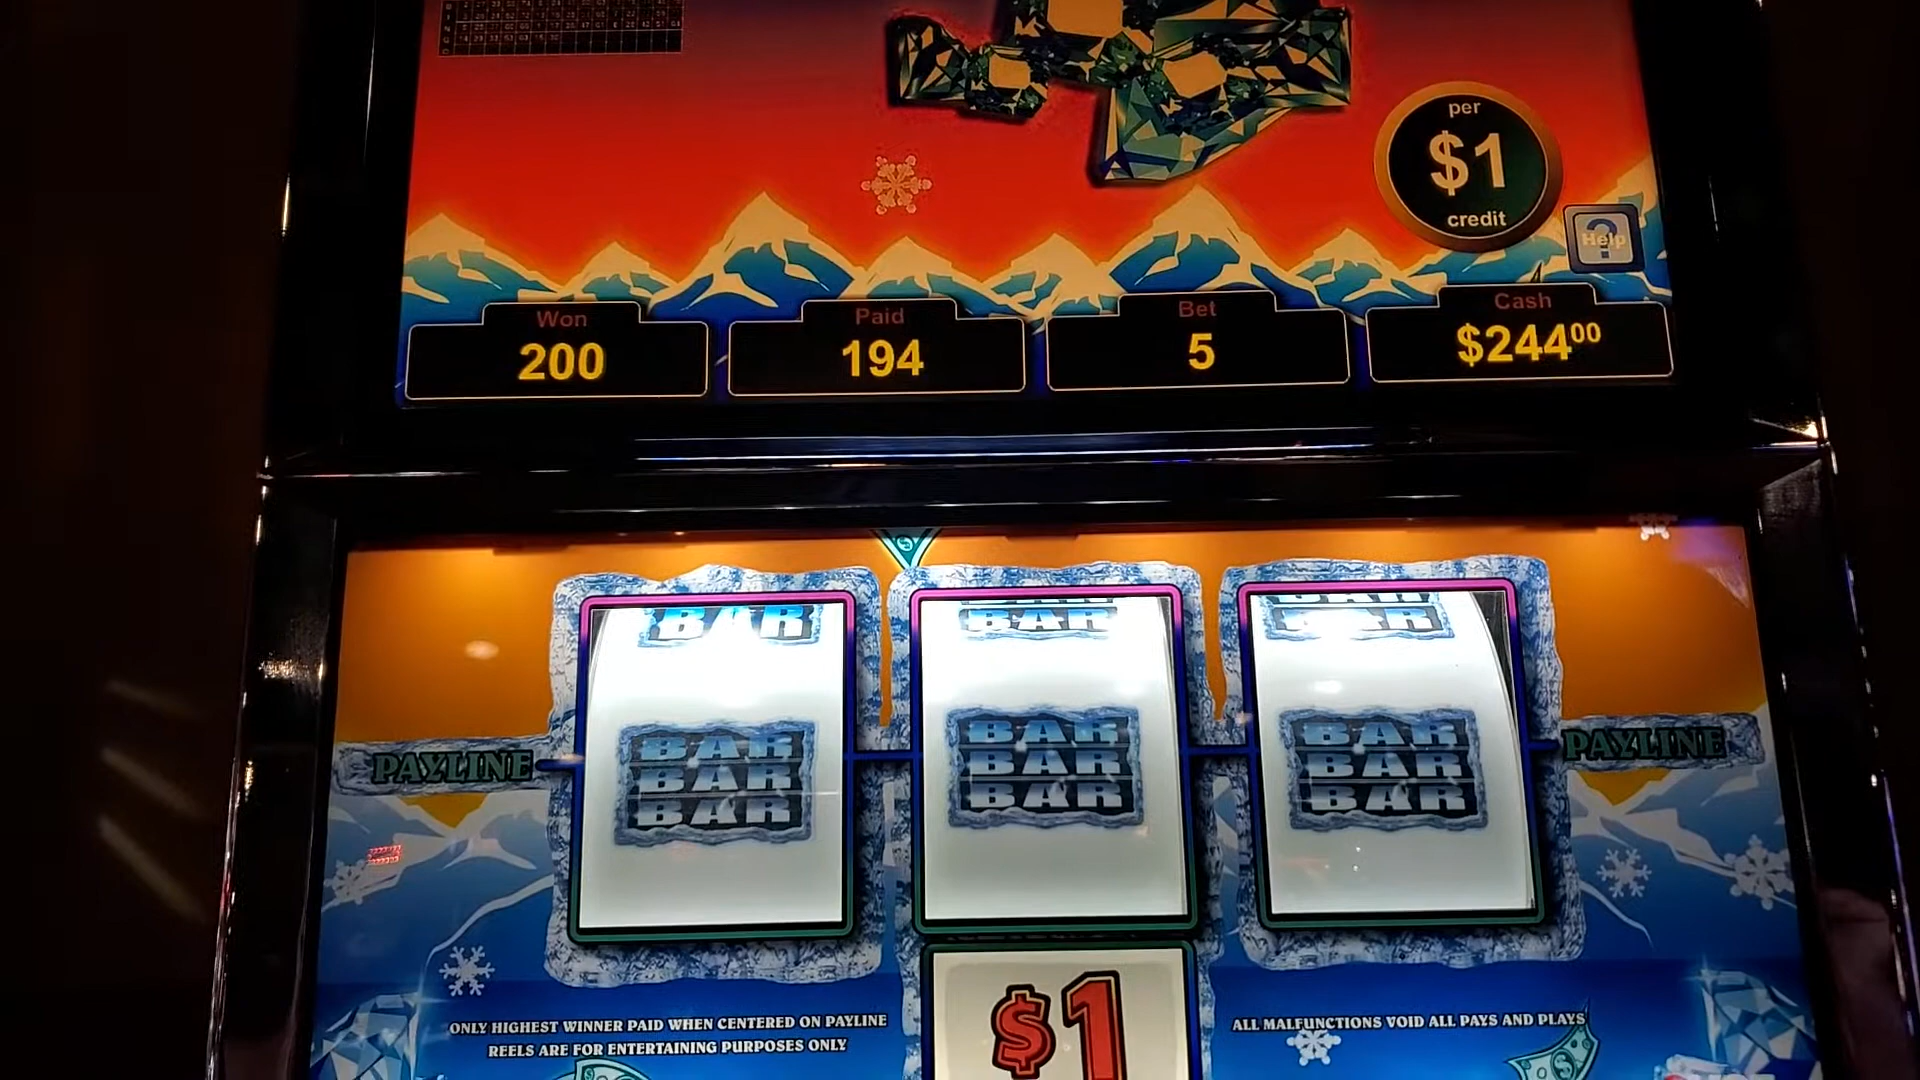 per
$1
credit
Help
Won
Paid
Bet
Cash
200
194
5
$24400
BAR
BAR
BAR
PAYLINE
BAR
BAR
BAR
BAR
BAR
BAR
BAR
BAR
BAR
PAYLINE
$1
ONLY HIGHEST WINNER PAID WHEN CENTERED ON PAYLINE
REELS ARE FOR ENTERTAINING PURPOSES ONLY
ALL MALFUNCTIONS VOID ALL PAYS AND PLAYS